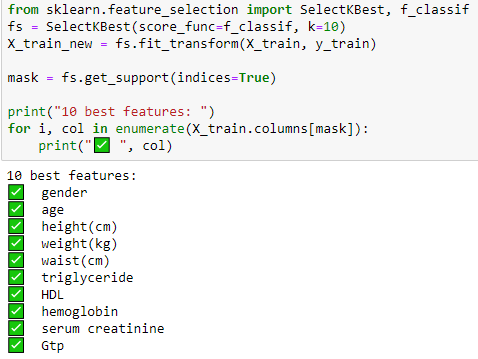 from sklearn.feature_selection import SelectKBest, f_classif
fs = SelectKBest(score_func=f_classif, k=10)
X_train_new = fs.fit_transform(X_train, y_train)

mask = fs.get_support(indices=True)

print("10 best features: ")
for i, col in enumerate(X_train.columns[mask]):
    print("✅ ", col)

10 best features:
✅  gender
✅  age
✅  height(cm)
✅  weight(kg)
✅  waist(cm)
✅  triglyceride
✅  HDL
✅  hemoglobin
✅  serum creatinine
✅  Gtp